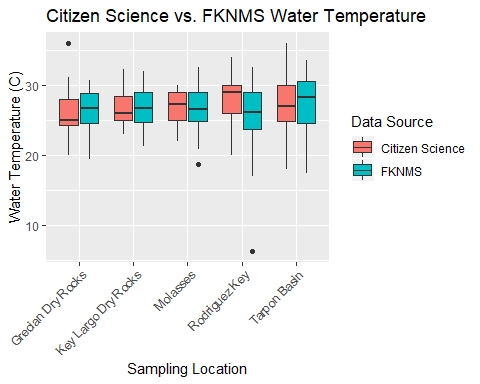 Citizen Science vs. FKNMS Water Temperature
Water Temperature (C)
30
20
10
Grecian Dry Rocks
Key Largo Dry Rocks
Molasses
Rodriguez Key
Tarpon Basin
Sampling Location
Data Source
Citizen Science
FKNMS